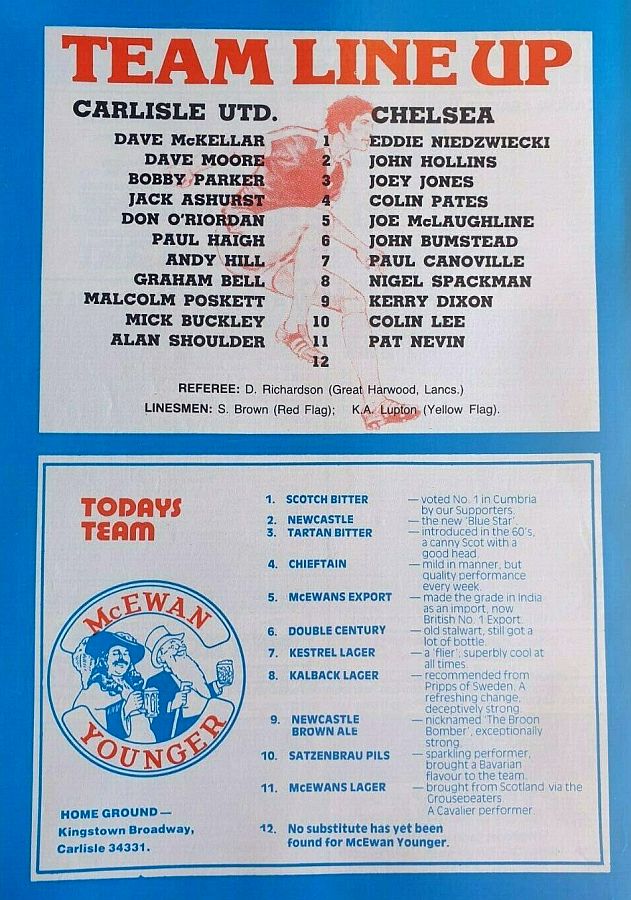 TEAM LINE UP
CARLISLE UTD. CHELSEA
DAVE McKELLAR 1 EDDIE NIEDZWIECKI
DAVE MOORE 2 JOHN HOLLINS
BOBBY PARKER 3 JOEY JONES
JACK ASHURST 4 COLIN PATES
DON O'RIORDAN 5 JOE McLAUGHLINE
PAUL HAIGH 6 JOHN BUMSTEAD
ANDY HILL 7 PAUL CANOVILLE
GRAHAM BELL 8 NIGEL SPACKMAN
MALCOLM POSKETT 9 KERRY DIXON
MICK BUCKLEY 10 COLIN LEE
ALAN SHOULDER 11 PAT NEVIN
12
REFEREE: D. Richardson (Great Harwood, Lancs.)
LINESMEN: S. Brown (Red Flag); K.A. Lupton (Yellow Flag).
TODAYS
TEAM
McEWAN
YOUNGER
HOME GROUND —
Kingstown Broadway,
Carlisle 34331.
1. SCOTCH BITTER — voted No. 1 in Cumbria
by our Supporters.
2. NEWCASTLE — the new 'Blue Star'.
3. TARTAN BITTER — introduced in the 60's,
a canny Scot with a
good head.
4. CHIEFTAIN — mild in manner, but
quality performance
every week.
5. McEWANS EXPORT — made the grade in India
as an import, now
British No. 1 Export.
6. DOUBLE CENTURY — old stalwart, still got a
lot of bottle.
7. KESTREL LAGER — a 'flier'; superbly cool at
all times.
8. KALBACK LAGER — recommended from
Pripps of Sweden. A
refreshing change,
deceptively strong.
9. NEWCASTLE — nicknamed 'The Broon
BROWN ALE Bomber', exceptionally
strong.
10. SATZENBRAU PILS — sparkling performer,
brought a Bavarian
flavour to the team.
11. McEWANS LAGER — brought from Scotland via the
Grousebeaters.
A Cavalier performer.
12. No substitute has yet been
found for McEwan Younger.